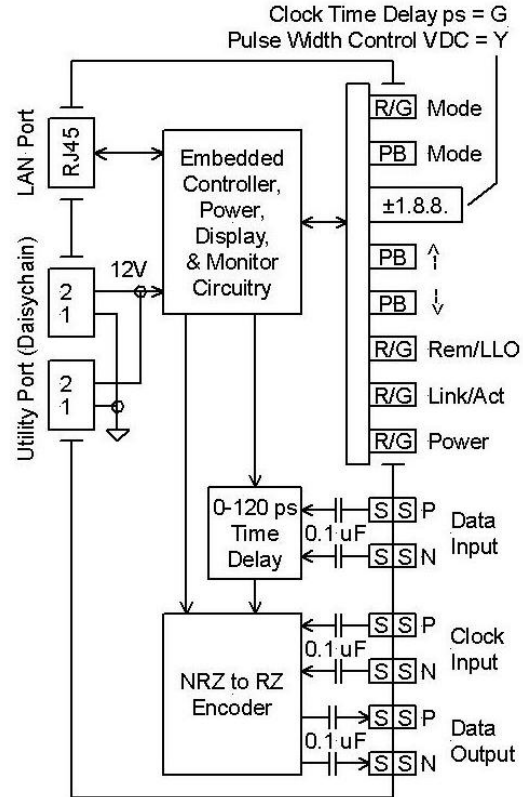 Clock Time Delay ps = G
Pulse Width Control VDC = Y
LAN Port
RJ45
Embedded
Controller,
Power,
Display,
& Monitor
Circuitry
R/G Mode
PB Mode
±1.8.8.
PB
PB
R/G Rem/LLO
R/G Link/Act
R/G Power
Utility Port (Daisychain)
12V
2
1
2
1
0-120 ps
Time
Delay
0.1 uF
S S P
S S N
Data
Input
NRZ to RZ
Encoder
0.1 uF
S S P
S S N
Clock
Input
0.1 uF
S S P
S S N
Data
Output